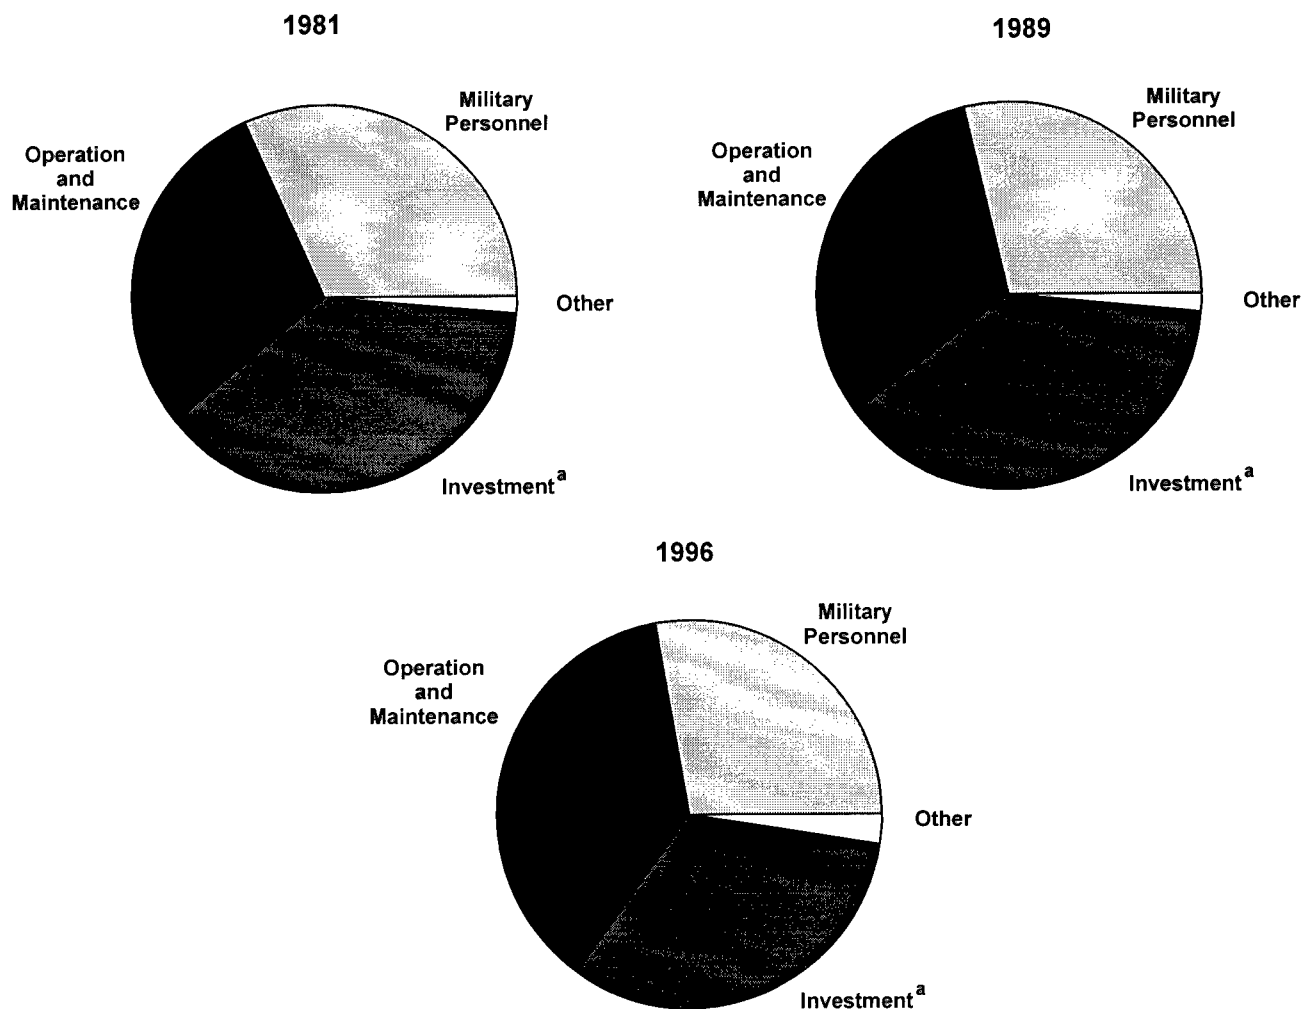 1981
Military
Personnel
Operation
and
Maintenance
Other
Investment a
1989
Military
Personnel
Operation
and
Maintenance
Other
Investment a
1996
Military
Personnel
Operation
and
Maintenance
Other
Investment a